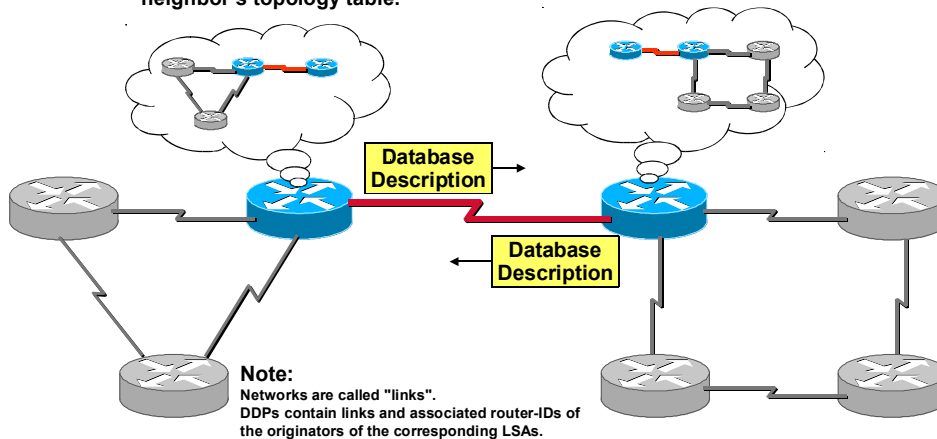 neighbor's topology table.
Database
Description
Database
Description
Note:
Networks are called "links".
DDPs contain links and associated router-IDs of
the originators of the corresponding LSAs.